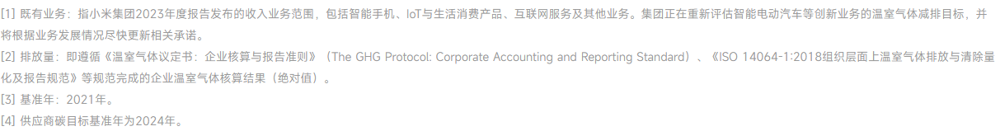 [1] 既有业务：指小米集团2023年度报告发布的收入业务范围，包括智能手机、IoT与生活消费产品、互联网服务及其他业务。集团正在重新评估智能电动汽车等创新业务的温室气体减排目标，并
将根据业务发展情况尽快更新相关承诺。
[2] 排放量：即遵循《温室气体议定书：企业核算与报告准则》（The GHG Protocol: Corporate Accounting and Reporting Standard）、《ISO 14064-1:2018组织层面上温室气体排放与清除量
化及报告规范》等规范完成的企业温室气体核算结果（绝对值）。
[3] 基准年：2021年。
[4] 供应商碳目标基准年为2024年。